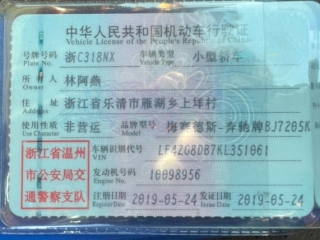 中华人民共和国机动车行驶证
Vehicle License of the People's Republic of China
号牌号码 浙C318NX 车辆类型 小型轿车
Plate No. Vehicle Type
所有人 林阿燕
Owner
住址 浙江省乐清市雁湖乡上垟村
Address
使用性质 非营运 品牌型号 梅赛德斯-奔驰牌BJ7205K
Use Character Model
浙江省温州 车辆识别代号 LE4ZG8DB7KL351061
VIN
市公安局交 发动机号码 10098956
Engine No.
通警察支队 注册日期 2019-05-24 发证日期 2019-05-24
Register Date Issue Date